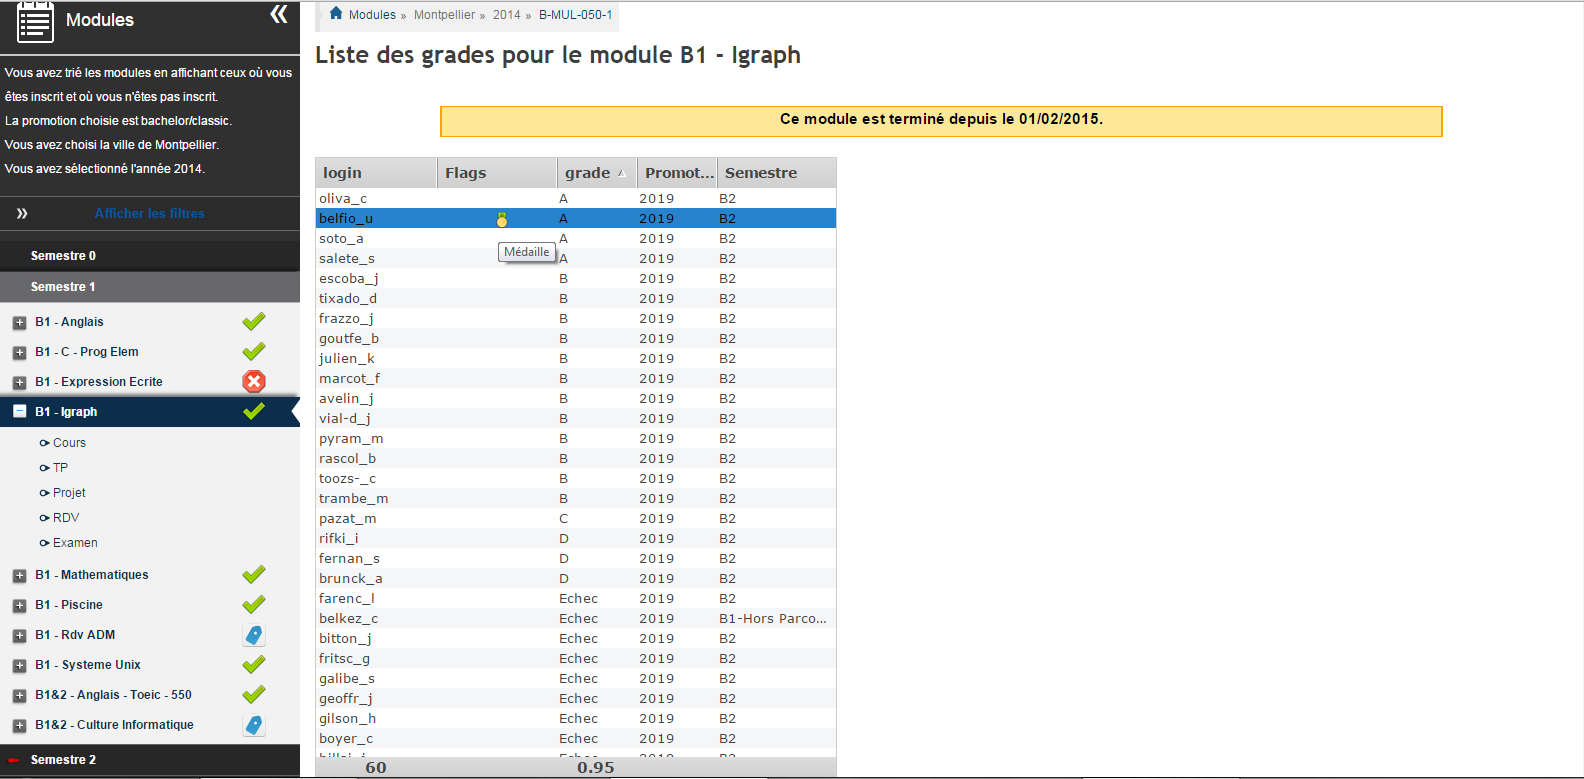 Modules
Vous avez trié les modules en affichant ceux où vous
êtes inscrit et où vous n'êtes pas inscrit.
La promotion choisie est bachelor/classic.
Vous avez choisi la ville de Montpellier.
Vous avez sélectionné l'année 2014.
Afficher les filtres
Semestre 0
Semestre 1
B1 - Anglais
B1 - C - Prog Elem
B1 - Expression Ecrite
B1 - Igraph
Cours
TP
Projet
RDV
Examen
B1 - Mathematiques
B1 - Piscine
B1 - Rdv ADM
B1 - Systeme Unix
B1&2 - Anglais - Toeic - 550
B1&2 - Culture Informatique
Semestre 2
Modules » Montpellier » 2014 » B-MUL-050-1
Liste des grades pour le module B1 - Igraph
Ce module est terminé depuis le 01/02/2015.
login Flags grade Promot... Semestre
oliva_c A 2019 B2
belfio_u A 2019 B2
soto_a A 2019 B2
Médaille
salete_s A 2019 B2
escoba_j B 2019 B2
tixado_d B 2019 B2
frazzo_j B 2019 B2
goutfe_b B 2019 B2
julien_k B 2019 B2
marcot_f B 2019 B2
avelin_j B 2019 B2
vial-d_j B 2019 B2
pyram_m B 2019 B2
rascol_b B 2019 B2
toozs-_c B 2019 B2
trambe_m B 2019 B2
pazat_m C 2019 B2
rifki_i D 2019 B2
fernan_s D 2019 B2
brunck_a D 2019 B2
farenc_l Echec 2019 B2
belkez_c Echec 2019 B1-Hors Parco...
bitton_j Echec 2019 B2
fritsc_g Echec 2019 B2
galibe_s Echec 2019 B2
geoffr_j Echec 2019 B2
gilson_h Echec 2019 B2
boyer_c Echec 2019 B2
60 0.95